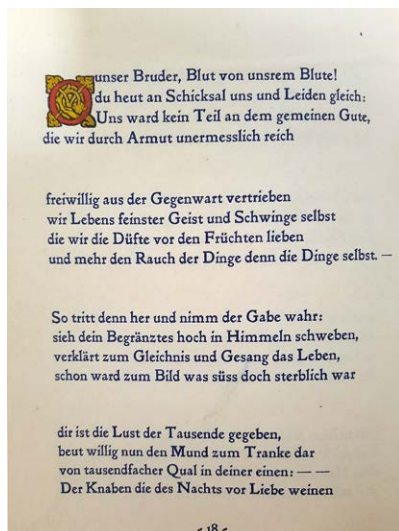 O unser Bruder, Blut von unsrem Blute!
du heut an Schicksal uns und Leiden gleich:
Uns ward kein Teil an dem gemeinen Gute,
die wir durch Armut unermesslich reich
freiwillig aus der Gegenwart vertrieben
wir Lebens feinster Geist und Schwinge selbst
die wir die Düfte vor den Früchten lieben
und mehr den Rauch der Dinge denn die Dinge selbst. —
So tritt denn her und nimm der Gabe wahr:
sieh dein Begränztes hoch in Himmeln schweben,
verklärt zum Gleichnis und Gesang das Leben,
schon ward zum Bild was süss doch sterblich war
dir ist die Lust der Tausende gegeben,
beut willig nun den Mund zum Tranke dar
von tausendfacher Qual in deiner einen: — —
Der Knaben die des Nachts vor Liebe weinen
- 18 -